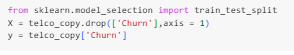 from sklearn.model_selection import train_test_split
X = telco_copy.drop(['Churn'],axis = 1)
y = telco_copy['Churn']